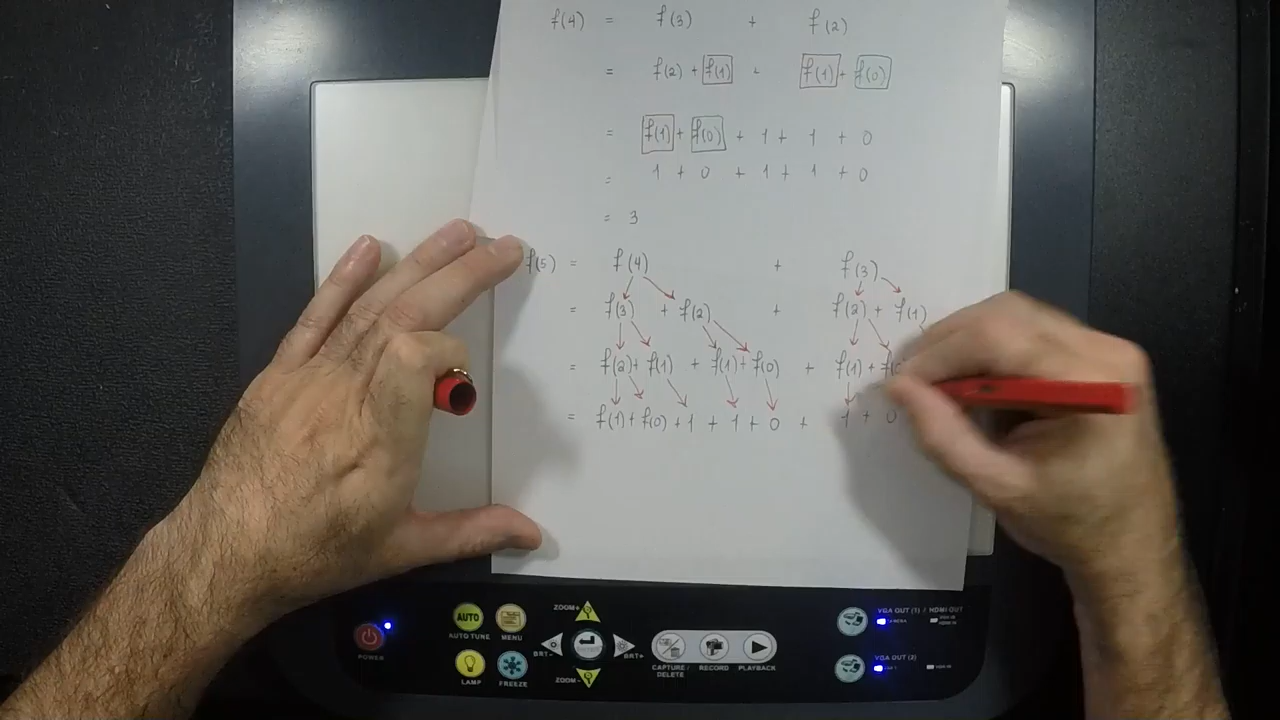 f(4) = f(3) + f(2)
= f(2) + f(1) + f(1) + f(0)
= f(1) + f(0) + 1 + 1 + 0
= 1 + 0 + 1 + 1 + 0
= 3
f(5) = f(4) + f(3)
= f(3) + f(2) + f(2) + f(1)
= f(2) + f(1) + f(1) + f(0) + f(1) + f(0)
= f(1) + f(0) + 1 + 1 + 0 + 1 + 0
POWER
AUTO
AUTO TUNE
MENU
LAMP
FREEZE
ZOOM+
BRT-
BRT+
ZOOM-
CAPTURE / DELETE
RECORD
PLAYBACK
VGA OUT (1) / HDMI OUT
VGA OUT (2)